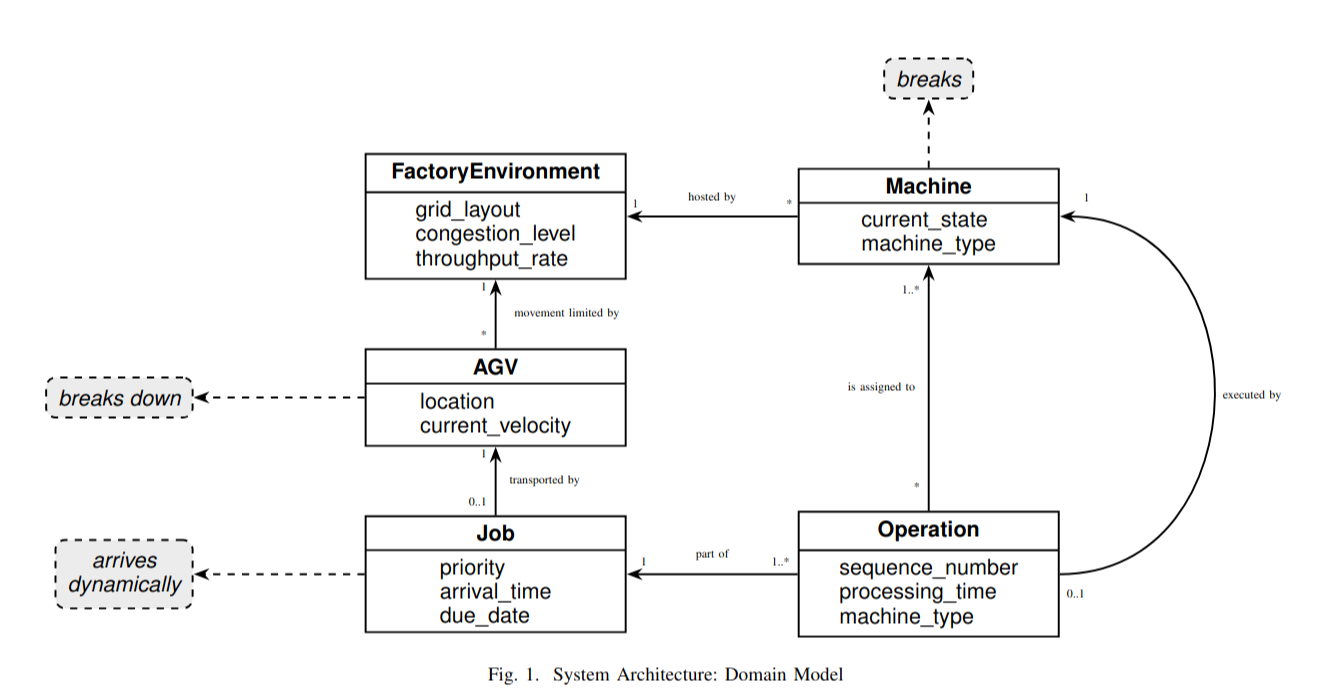 breaks
FactoryEnvironment
grid_layout
congestion_level
throughput_rate
1
hosted by
*
Machine
current_state
machine_type
1
1
movement limited by
*
1..*
AGV
location
current_velocity
breaks down
is assigned to
executed by
1
transported by
0..1
*
Job
priority
arrival_time
due_date
arrives
dynamically
1
part of
1..*
Operation
sequence_number
processing_time
machine_type
0..1
Fig. 1. System Architecture: Domain Model